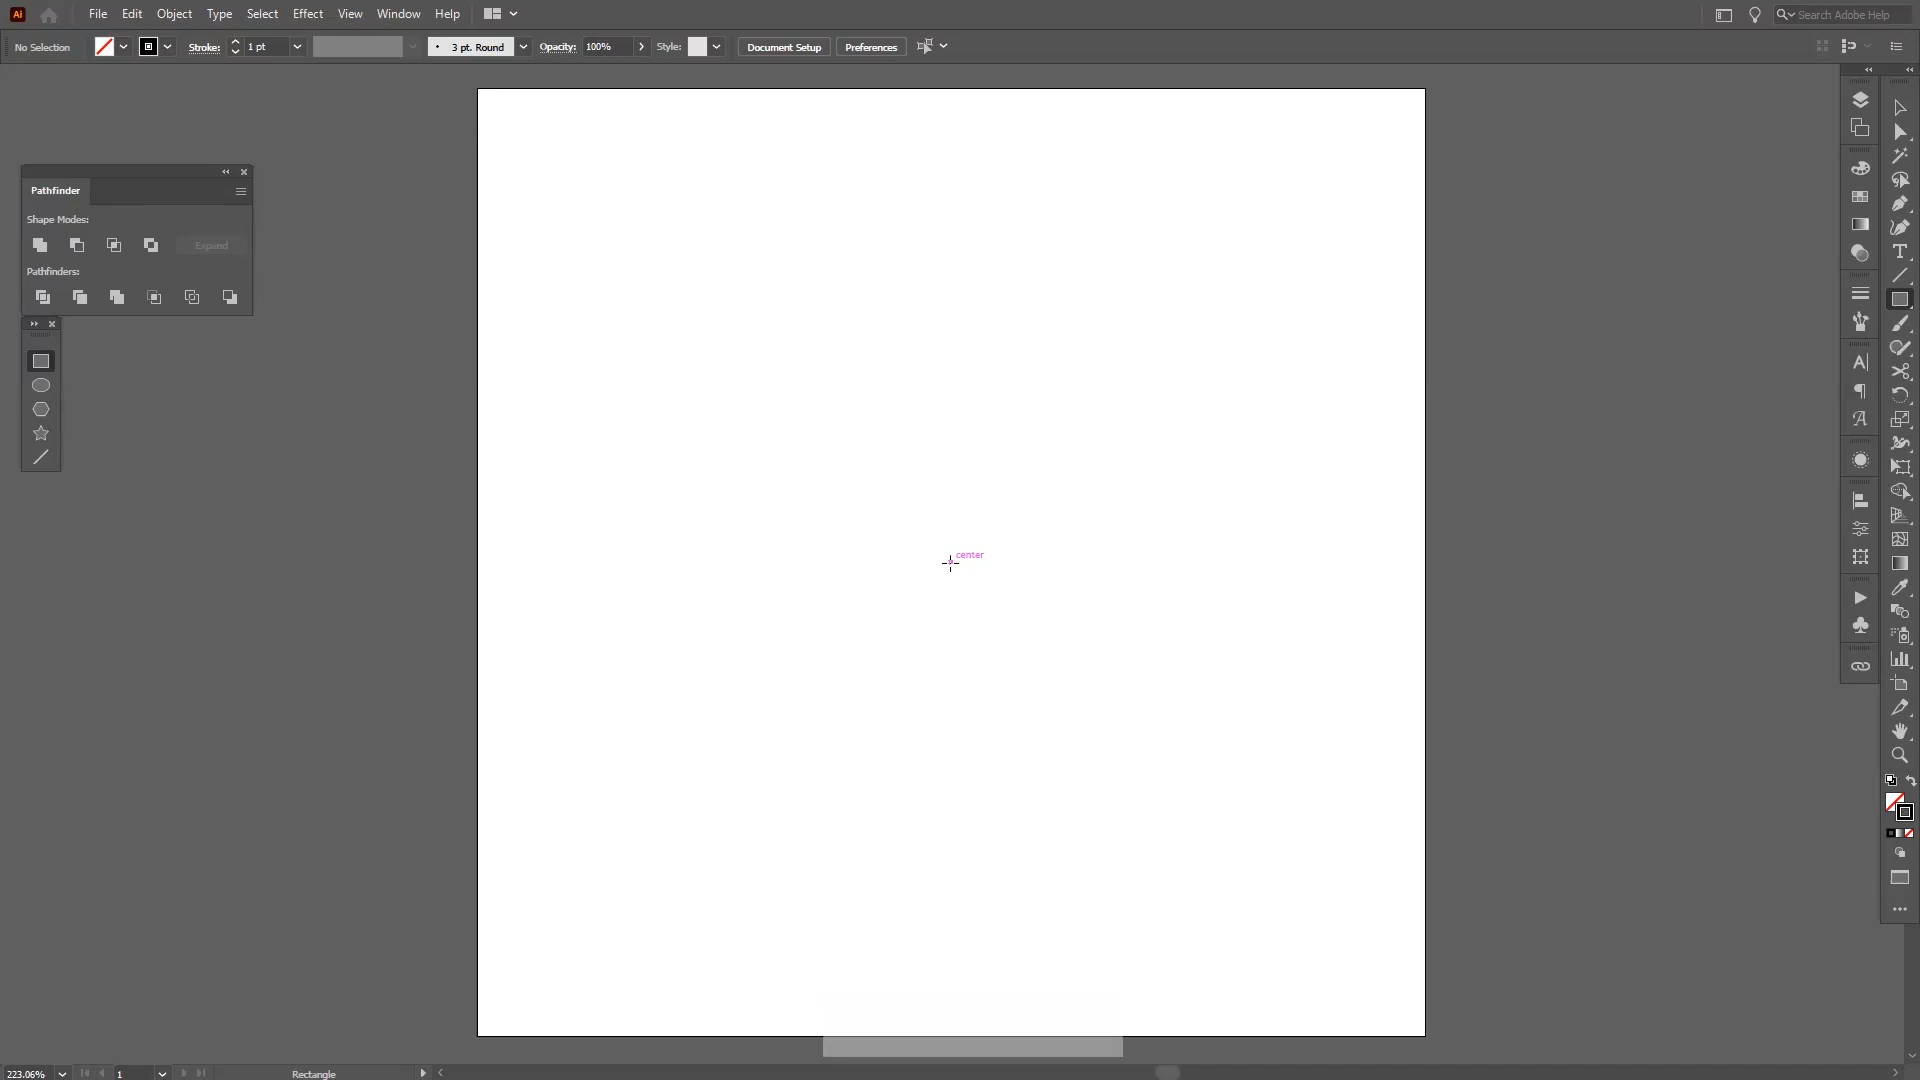 Ai File Edit Object Type Select Effect View Window Help Search Adobe Help
No Selection Stroke: 1 pt 3 pt. Round Opacity: 100% Style: Document Setup Preferences
Pathfinder
Shape Modes:
Expand
Pathfinders:
center
223.06% 1 Rectangle